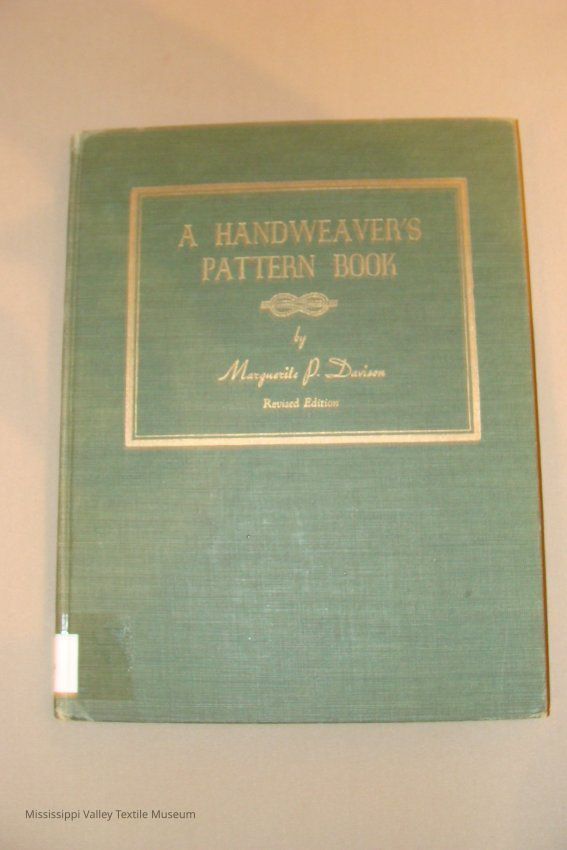 A HANDWEAVER'S
PATTERN BOOK
by
Marguerite P. Davison
Revised Edition
Mississippi Valley Textile Museum